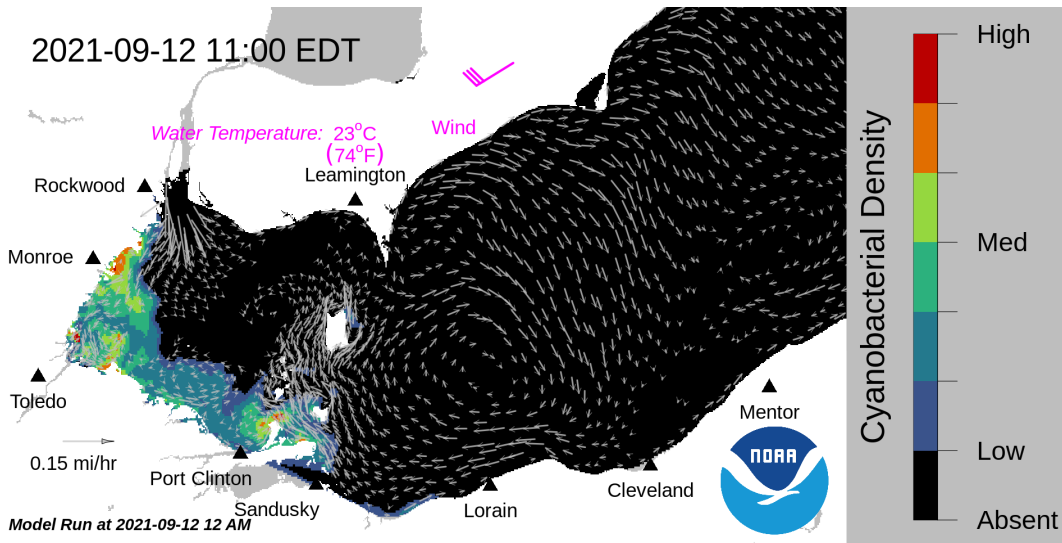 2021-09-12 11:00 EDT
Water Temperature: 23°C
(74°F)
Wind
Leamington
Rockwood
Monroe
Toledo
0.15 mi/hr
Port Clinton
Sandusky
Lorain
Cleveland
Mentor
NOAA
Model Run at 2021-09-12 12 AM
Cyanobacterial Density
High
Med
Low
Absent